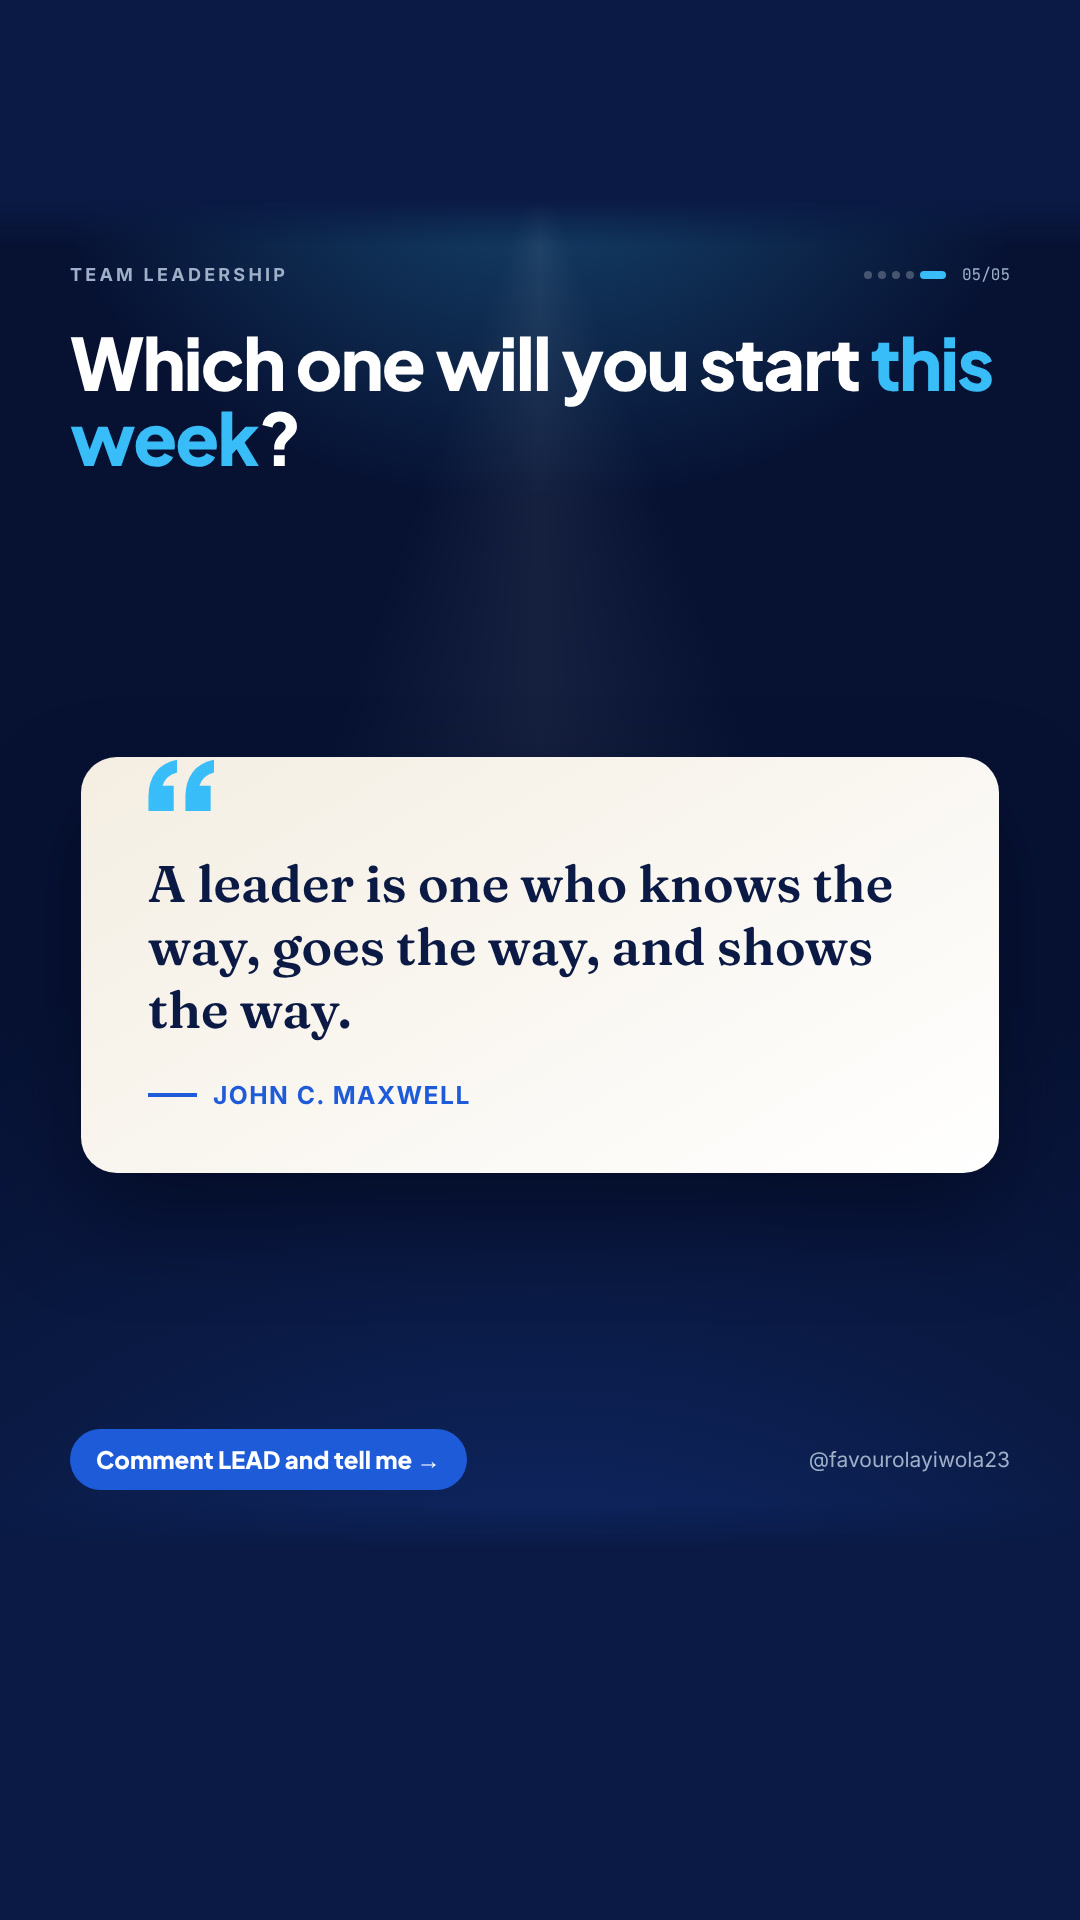 TEAM LEADERSHIP
05/05
Which one will you start this
week?
“
A leader is one who knows the
way, goes the way, and shows
the way.
— JOHN C. MAXWELL
Comment LEAD and tell me →
@favourolayiwola23